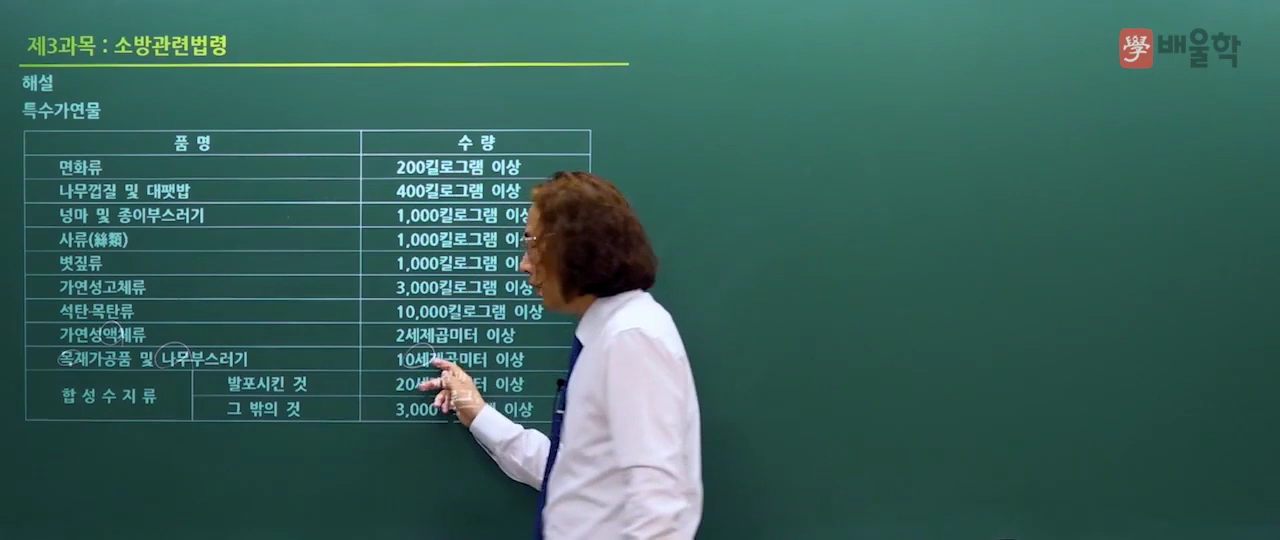 제3과목 : 소방관련법령
學 배울학
해설
특수가연물
품 명 수 량
면화류 200킬로그램 이상
나무껍질 및 대팻밥 400킬로그램 이상
넝마 및 종이부스러기 1,000킬로그램 이상
사류(絲類) 1,000킬로그램
볏짚류 1,000킬로그램
가연성고체류 3,000킬로그램 이상
석탄·목탄류 10,000킬로그램 이상
가연성액체류 2세제곱미터 이상
목재가공품 및 나무부스러기 10세제곱미터 이상
합성수지류 발포시킨 것 이상
그 밖의 것 3,000 이상